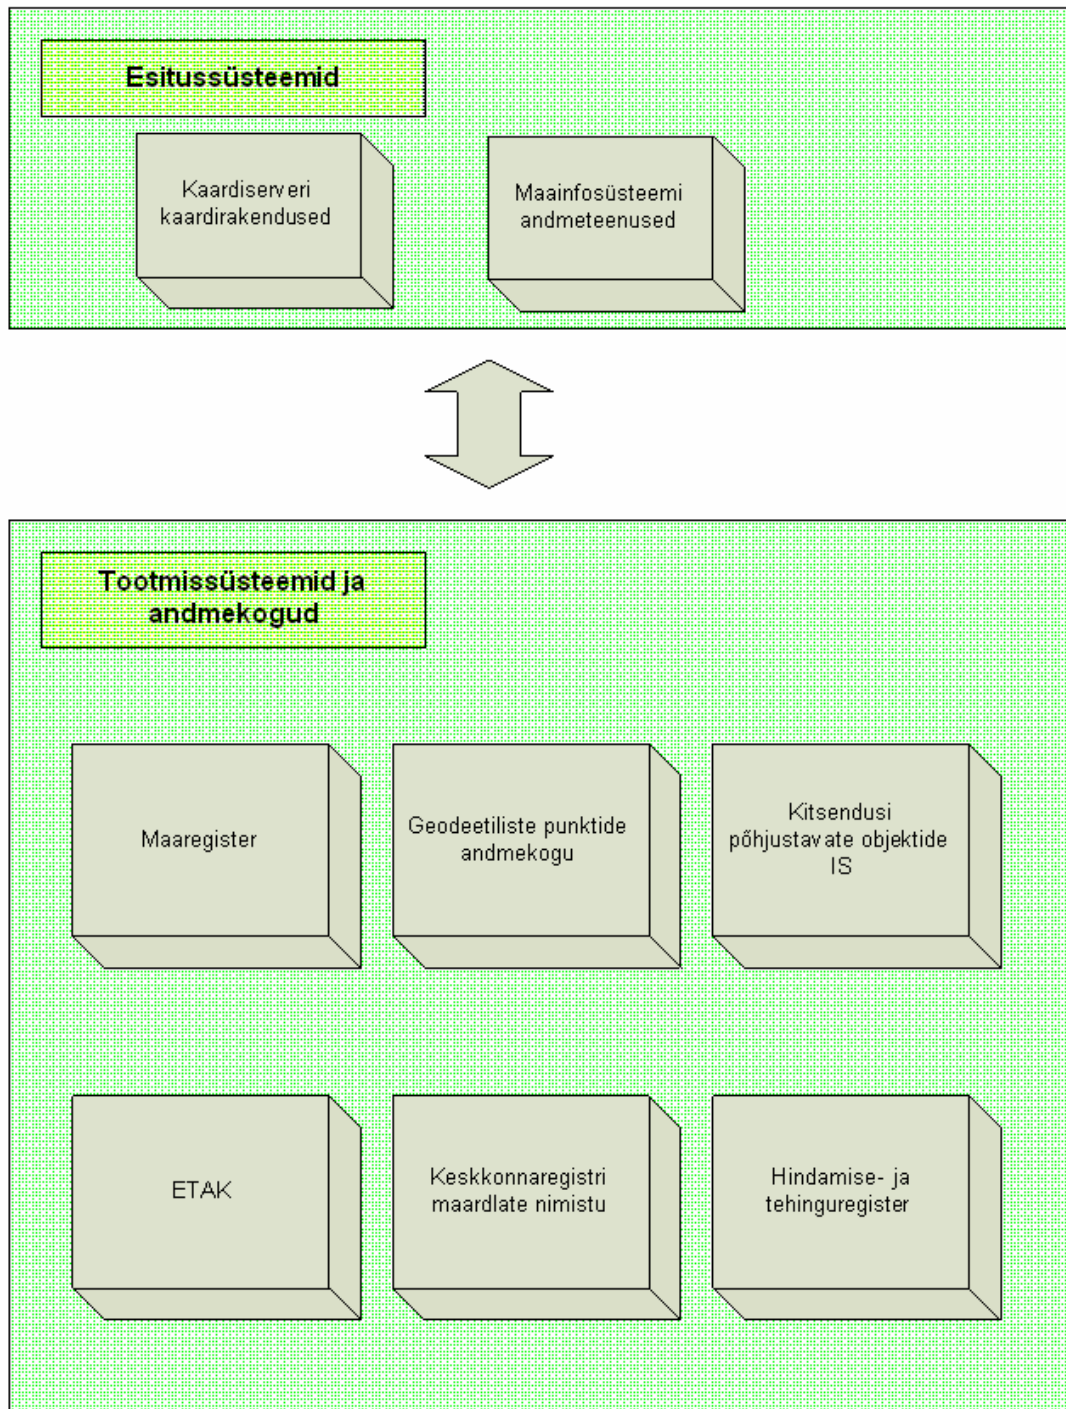 Esitussüsteemid
Kaardiserveri
kaardirakendused
Maainfosüsteemi
andmeteenused
Tootmissüsteemid ja
andmekogud
Maaregister
Geodeetiliste punktide
andmekogu
Kitsendusi
põhjustavate objektide
IS
ETAK
Keskkonnaregistri
maardlate nimistu
Hindamise- ja
tehinguregister